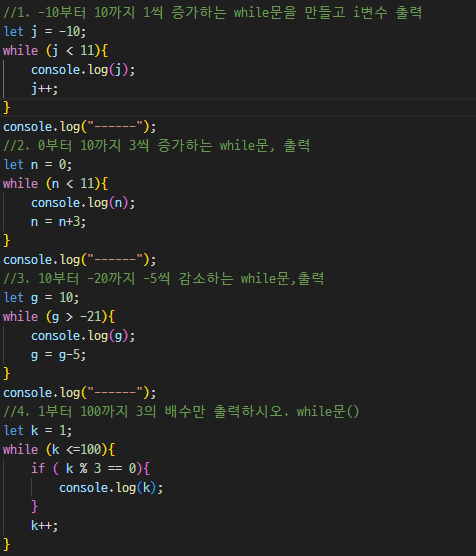 //1. -10부터 10까지 1씩 증가하는 while문을 만들고 i변수 출력
let j = -10;
while (j < 11){
    console.log(j);
    j++;
}
console.log("------");
//2. 0부터 10까지 3씩 증가하는 while문, 출력
let n = 0;
while (n < 11){
    console.log(n);
    n = n+3;
}
console.log("------");
//3. 10부터 -20까지 -5씩 감소하는 while문,출력
let g = 10;
while (g > -21){
    console.log(g);
    g = g-5;
}
console.log("------");
//4. 1부터 100까지 3의 배수만 출력하시오. while문()
let k = 1;
while (k <=100){
    if ( k % 3 == 0){
        console.log(k);
    }
    k++;
}